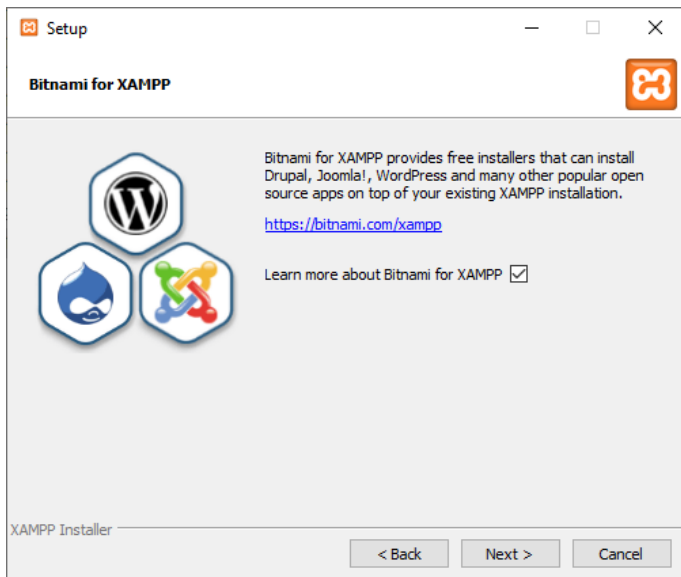 Setup
Bitnami for XAMPP
Bitnami for XAMPP provides free installers that can install
Drupal, Joomla!, WordPress and many other popular open
source apps on top of your existing XAMPP installation.
https://bitnami.com/xampp
Learn more about Bitnami for XAMPP
XAMPP Installer
< Back
Next >
Cancel